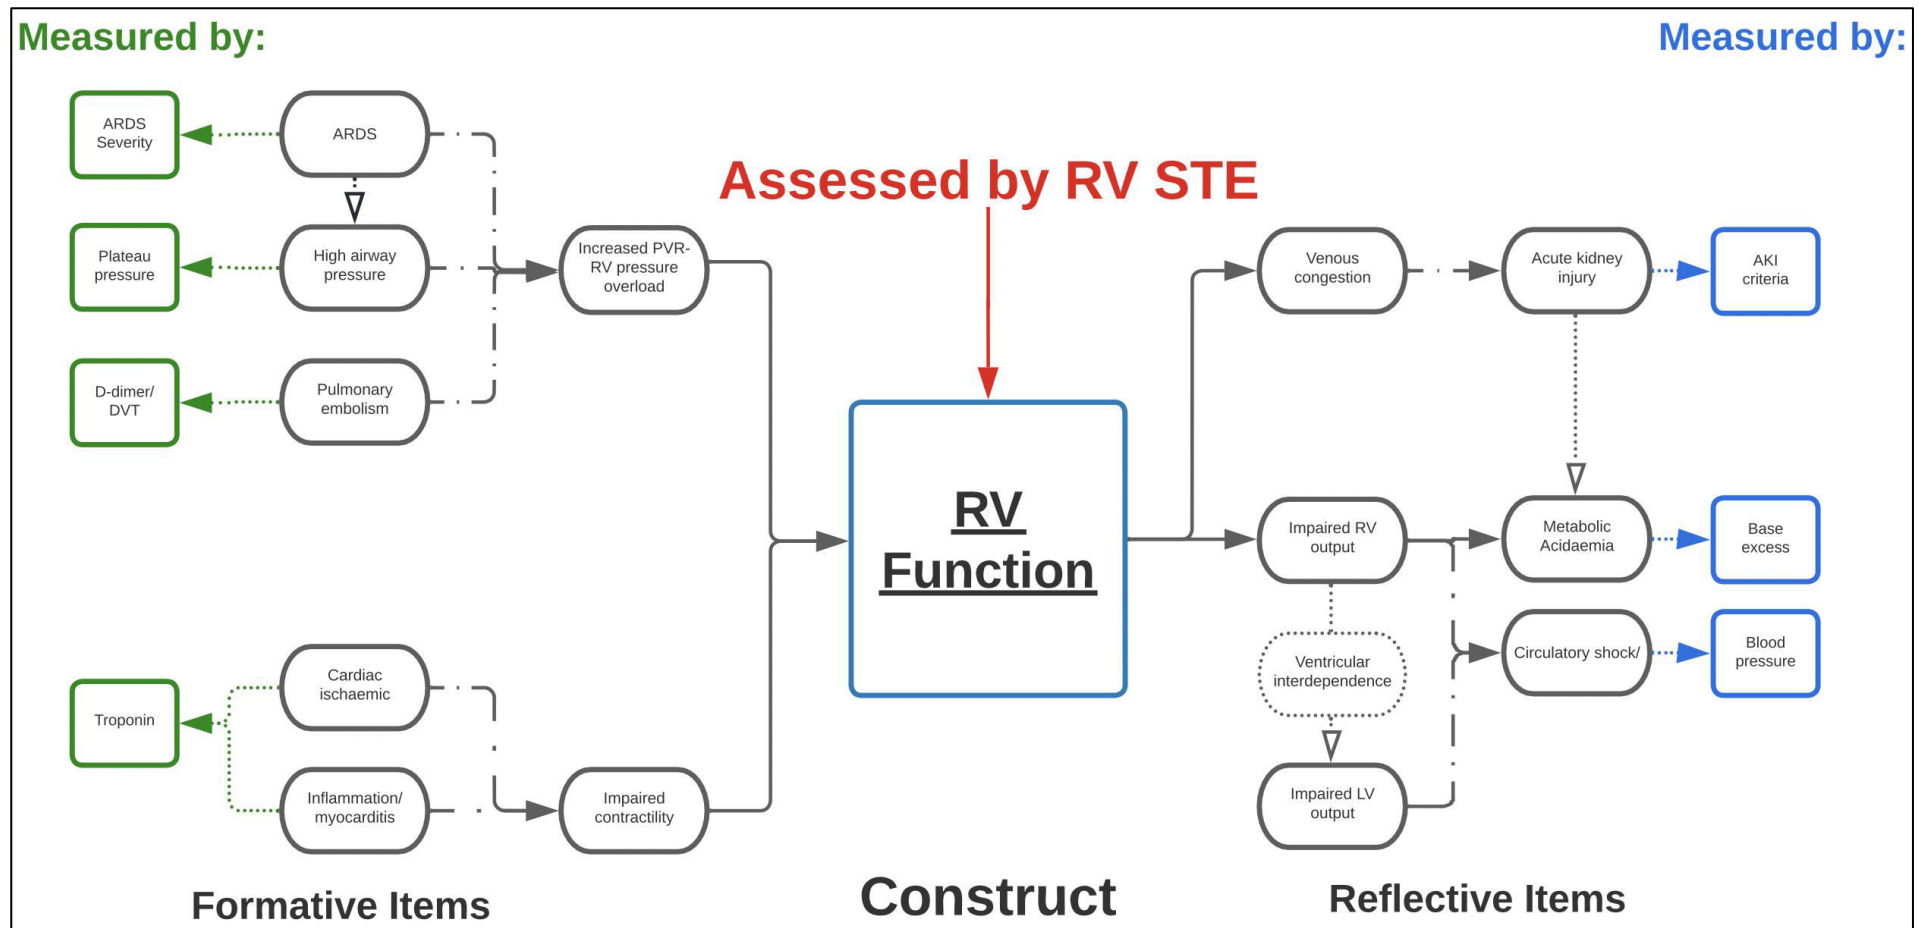 Measured by:
Measured by:
ARDS
Severity
ARDS
Assessed by RV STE
Plateau
pressure
High airway
pressure
Increased PVR-
RV pressure
overload
Venous
congestion
Acute kidney
injury
AKI
criteria
D-dimer/
DVT
Pulmonary
embolism
RV
Function
Impaired RV
output
Metabolic
Acidaemia
Base
excess
Cardiac
ischaemic
Ventricular
interdependence
Circulatory shock/
Blood
pressure
Troponin
Inflammation/
myocarditis
Impaired
contractility
Impaired LV
output
Formative Items
Construct
Reflective Items